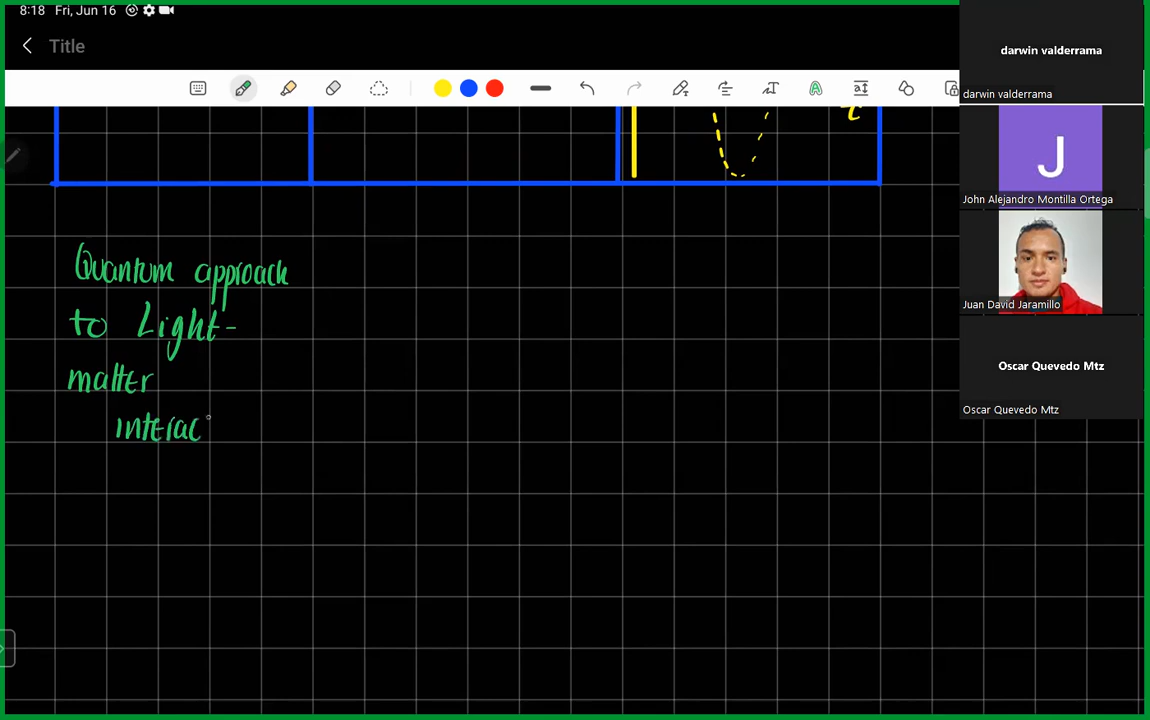 8:18 Fri, Jun 16
Title
darwin valderrama
darwin valderrama
t
J
John Alejandro Montilla Ortega
Juan David Jaramillo
Oscar Quevedo Mtz
Oscar Quevedo Mtz
Quantum approach
to Light-
matter
interac